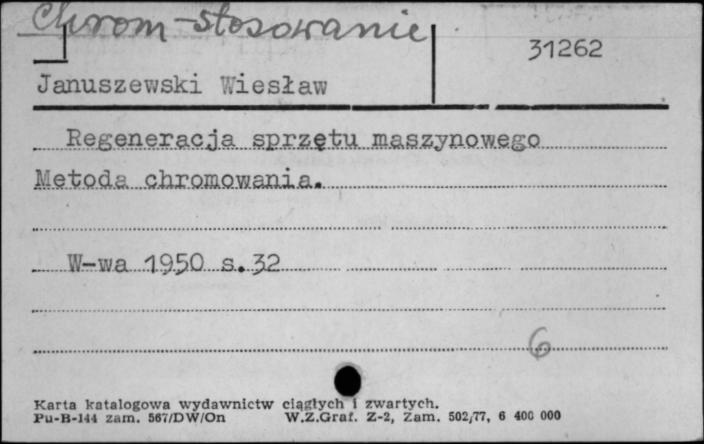 Chrom-stosowanie
31262
Januszewski Wiesław
Regeneracja sprzętu maszynowego
Metoda chromowania.
W-wa 1950 s.32
6
Karta katalogowa wydawnictw ciągłych i zwartych.
Pu-B-144 zam. 567/DW/On W.Z.Graf. Z-2, Zam. 502/77, 6 400 000